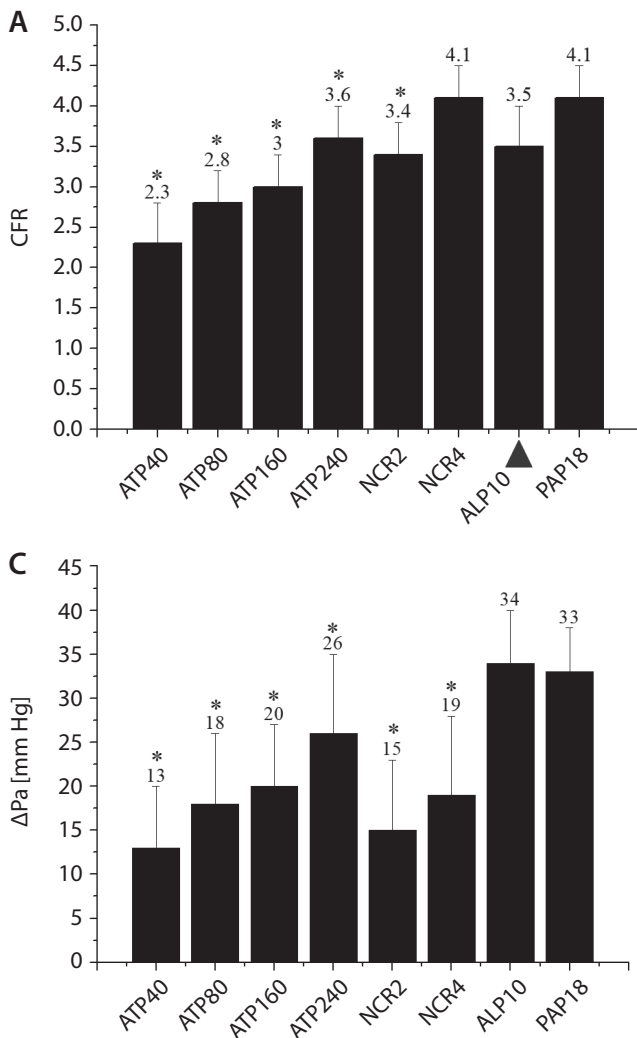 A
CFR
5.0
4.5
4.0
3.5
3.0
2.5
2.0
1.5
1.0
0.5
0.0
* 2.3
* 2.8
* 3
* 3.6
* 3.4
4.1
3.5
4.1
ATP40
ATP80
ATP160
ATP240
NCR2
NCR4
ALP10
PAP18
C
ΔPa [mm Hg]
45
40
35
30
25
20
15
10
5
0
* 13
* 18
* 20
* 26
* 15
* 19
34
33
ATP40
ATP80
ATP160
ATP240
NCR2
NCR4
ALP10
PAP18